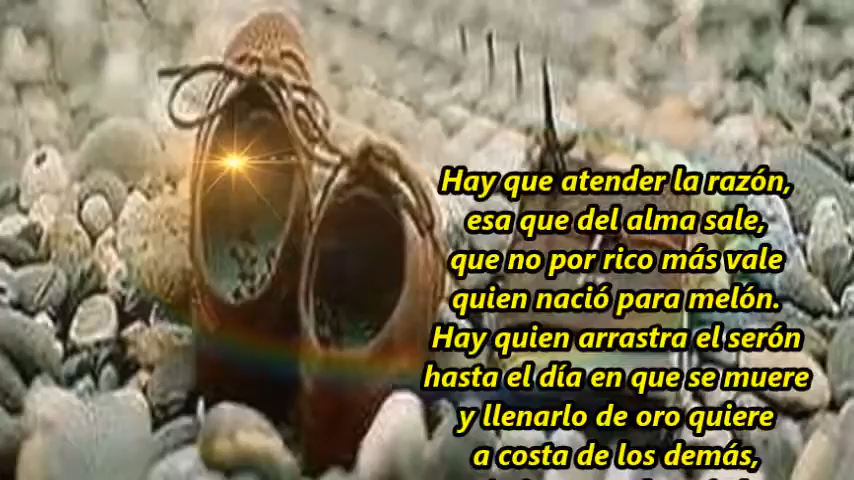 Hay que atender la razón,
esa que del alma sale,
que no por rico más vale
quien nació para melón.
Hay quien arrastra el serón
hasta el día en que se muere
y llenarlo de oro quiere
a costa de los demás,